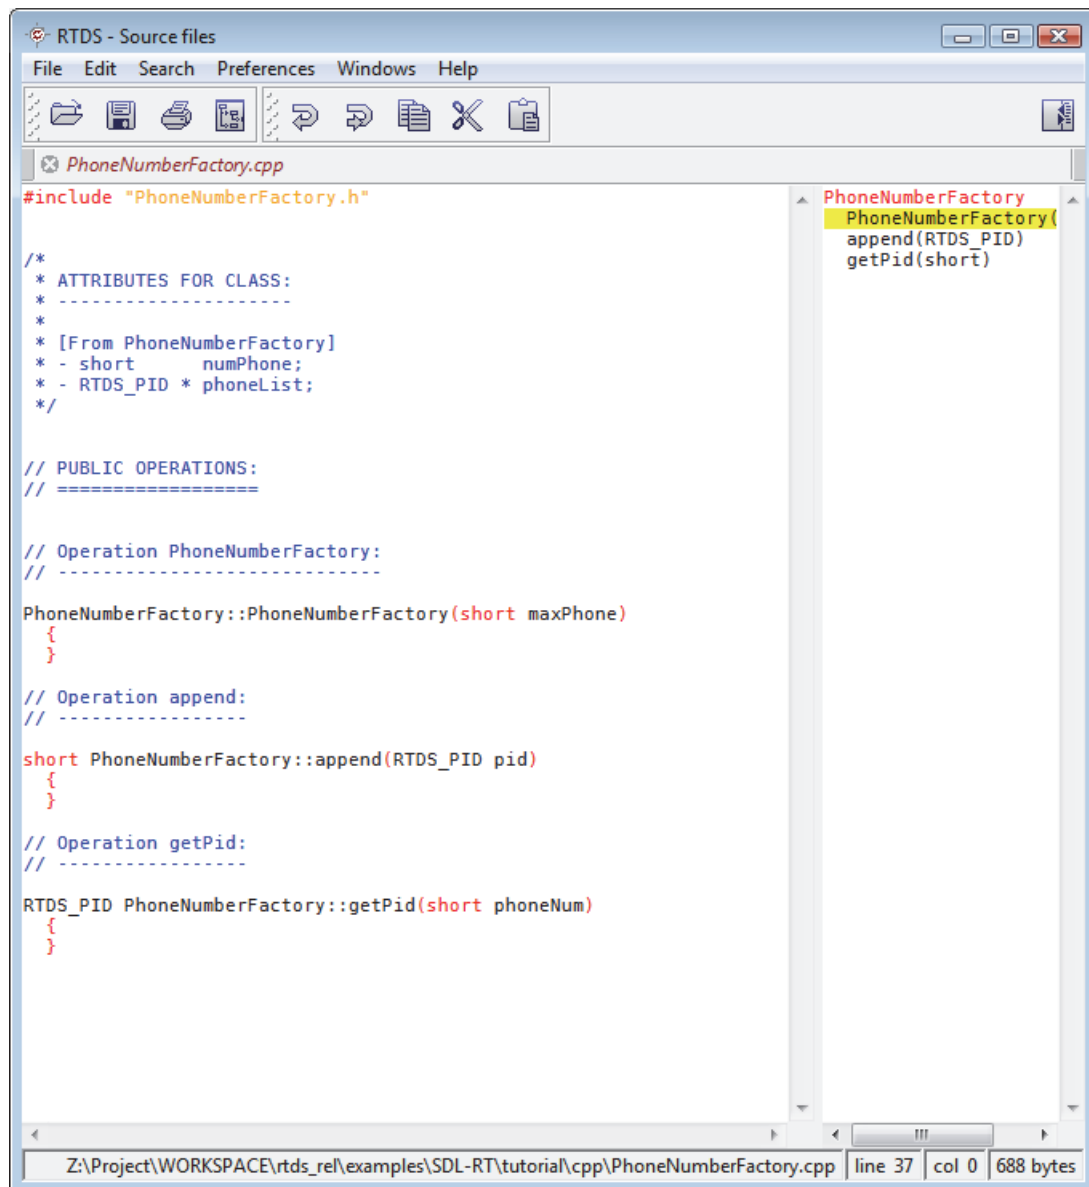 RTDS - Source files
File Edit Search Preferences Windows Help
PhoneNumberFactory.cpp
#include "PhoneNumberFactory.h"
/*
 * ATTRIBUTES FOR CLASS:
 * ---------------------
 *
 * [From PhoneNumberFactory]
 * - short      numPhone;
 * - RTDS_PID * phoneList;
 */
// PUBLIC OPERATIONS:
// ==================
// Operation PhoneNumberFactory:
// -----------------------------
PhoneNumberFactory::PhoneNumberFactory(short maxPhone)
  {
  }
// Operation append:
// -----------------
short PhoneNumberFactory::append(RTDS_PID pid)
  {
  }
// Operation getPid:
// -----------------
RTDS_PID PhoneNumberFactory::getPid(short phoneNum)
  {
  }
PhoneNumberFactory
  PhoneNumberFactory(
  append(RTDS_PID)
  getPid(short)
Z:\Project\WORKSPACE\rtds_rel\examples\SDL-RT\tutorial\cpp\PhoneNumberFactory.cpp line 37 col 0 688 bytes